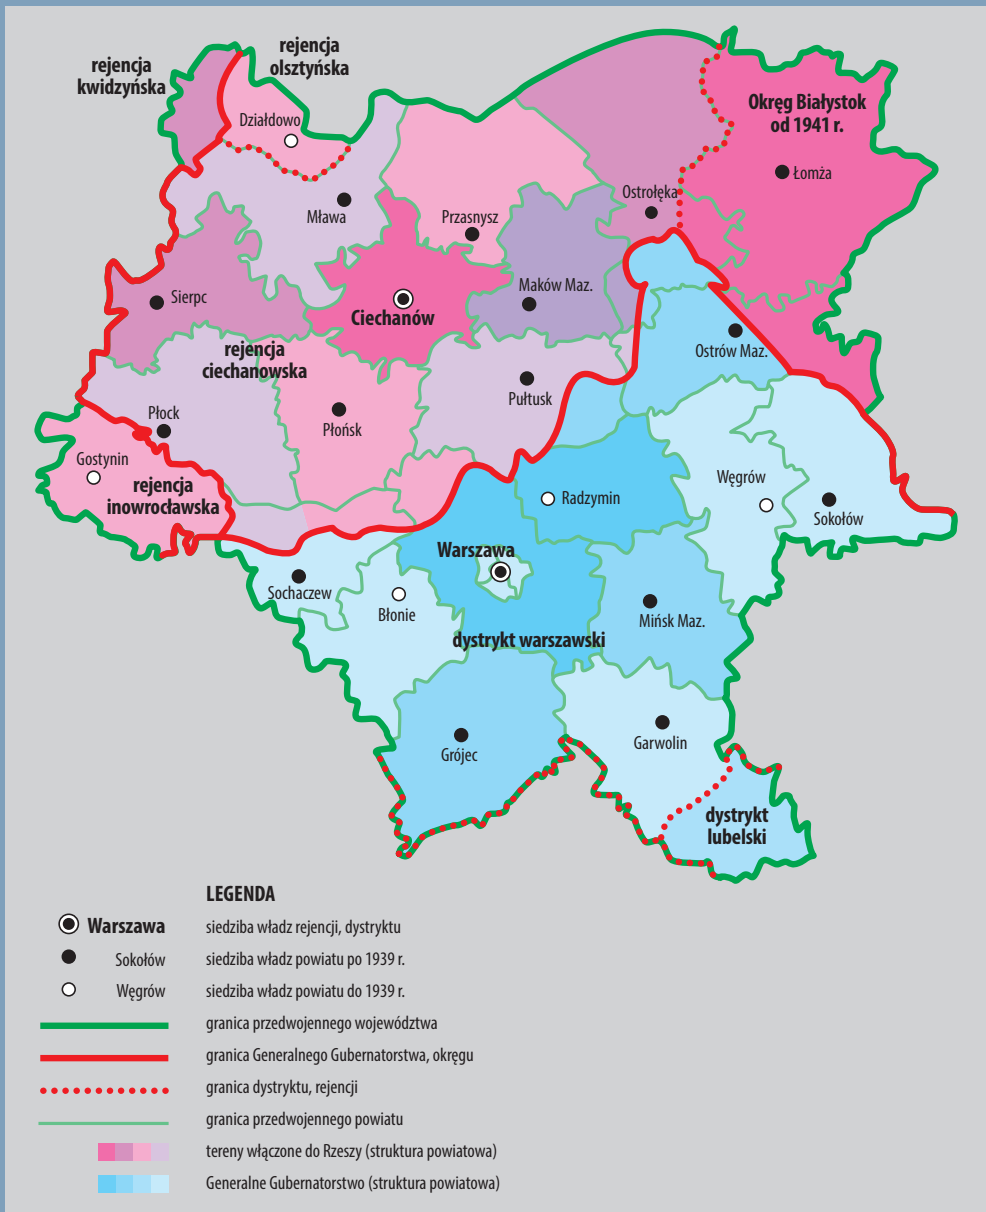 rejencja
kwidzyńska
rejencja
olsztyńska
Działdowo
Okręg Białystok
od 1941 r.
Łomża
Ostrołęka
Mława
Przasnysz
Maków Maz.
Sierpc
Ciechanów
Ostrów Maz.
rejencja
ciechanowska
Pułtusk
Płock
Płońsk
Gostynin
rejencja
inowrocławska
Radzymin
Węgrów
Sokołów
Warszawa
Sochaczew
Błonie
Mińsk Maz.
dystrykt warszawski
Grójec
Garwolin
dystrykt
lubelski
LEGENDA
Warszawa siedziba władz rejencji, dystryktu
Sokołów siedziba władz powiatu po 1939 r.
Węgrów siedziba władz powiatu do 1939 r.
granica przedwojennego województwa
granica Generalnego Gubernatorstwa, okręgu
granica dystryktu, rejencji
granica przedwojennego powiatu
tereny włączone do Rzeszy (struktura powiatowa)
Generalne Gubernatorstwo (struktura powiatowa)